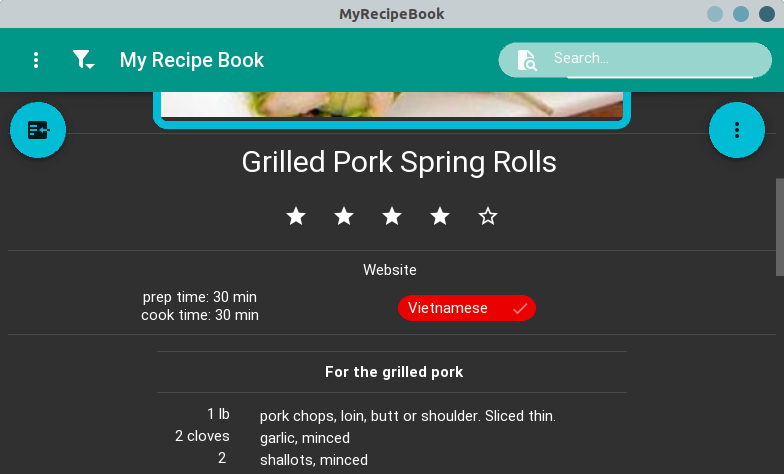 MyRecipeBook
My Recipe Book
Search...
Grilled Pork Spring Rolls
Website
prep time: 30 min
cook time: 30 min
Vietnamese
For the grilled pork
1 lb pork chops, loin, butt or shoulder. Sliced thin.
2 cloves garlic, minced
2 shallots, minced